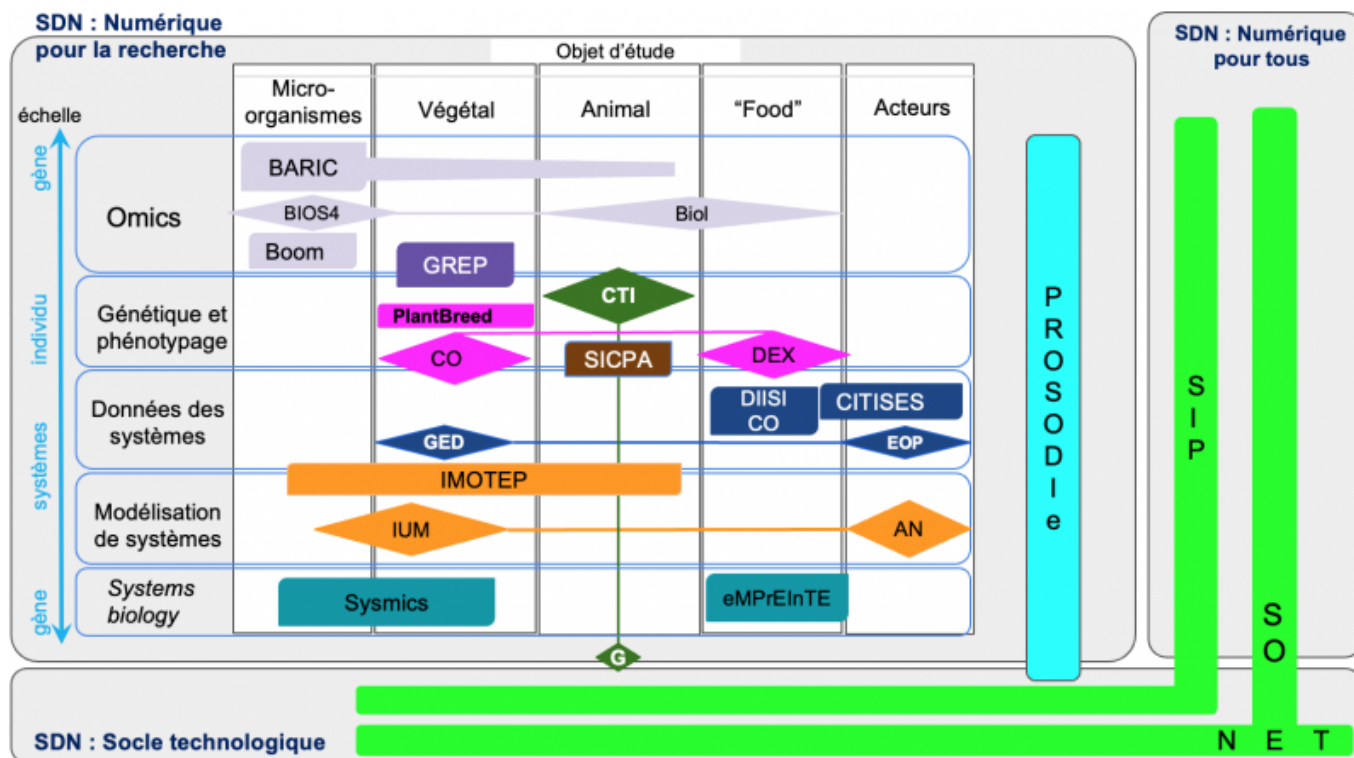 SDN : Numérique
pour la recherche
SDN : Numérique
pour tous
Objet d'étude
échelle
Micro-
organismes
Végétal
Animal
“Food”
Acteurs
gène
individu
systèmes
gène
Omics
BARIC
BIOS4
Biol
Boom
GREP
Génétique et
phénotypage
CTI
PlantBreed
CO
SICPA
DEX
Données des
systèmes
DIISI
CO
CITISES
GED
EOP
Modélisation
de systèmes
IMOTEP
IUM
AN
Systems
biology
Sysmics
eMPrEInTE
G
PROSODIe
SIP
SO
SDN : Socle technologique
N E T